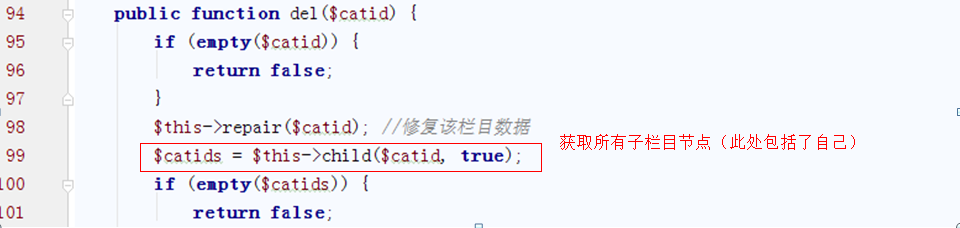 94 public function del($catid) {
95 if (empty($catid)) {
96 return false;
97 }
98 $this->repair($catid); //修复该栏目数据
99 $catids = $this->child($catid, true); 获取所有子栏目节点（此处包括了自己）
100 if (empty($catids)) {
101 return false;